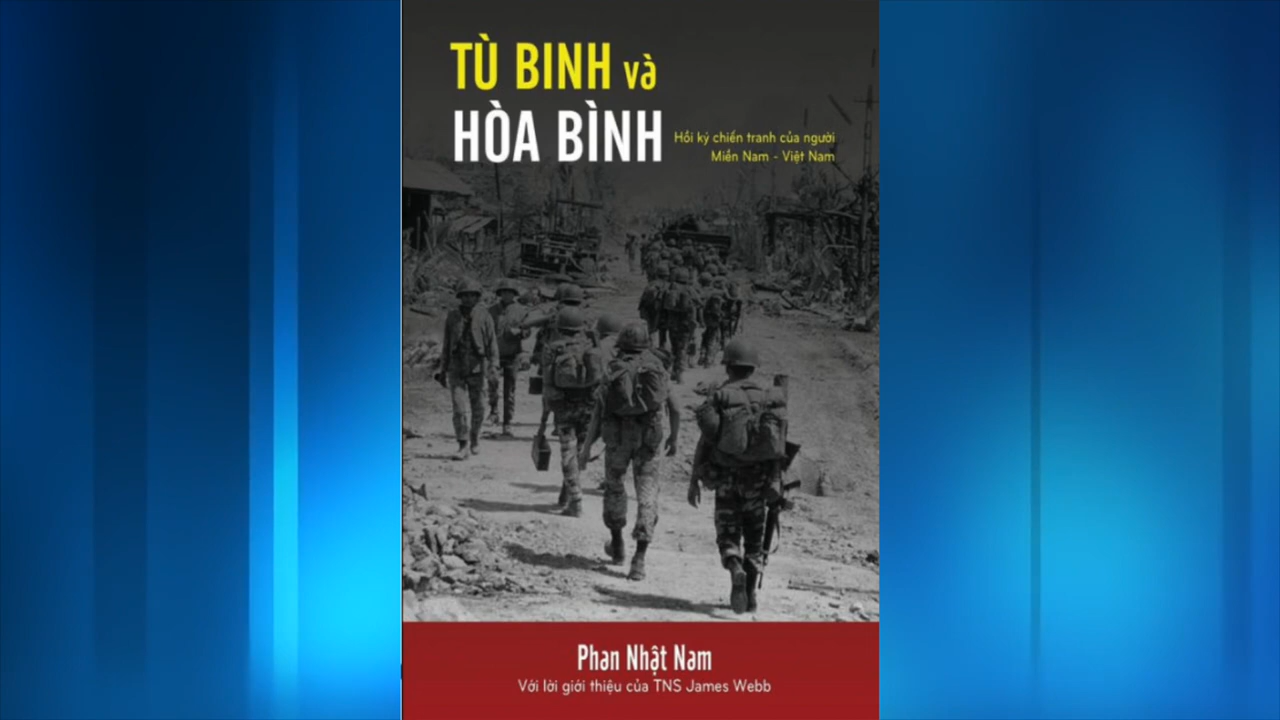 TÙ BINH và
HÒA BÌNH
Hồi ký chiến tranh của người
Miền Nam - Việt Nam
Phan Nhật Nam
Với lời giới thiệu của TNS James Webb